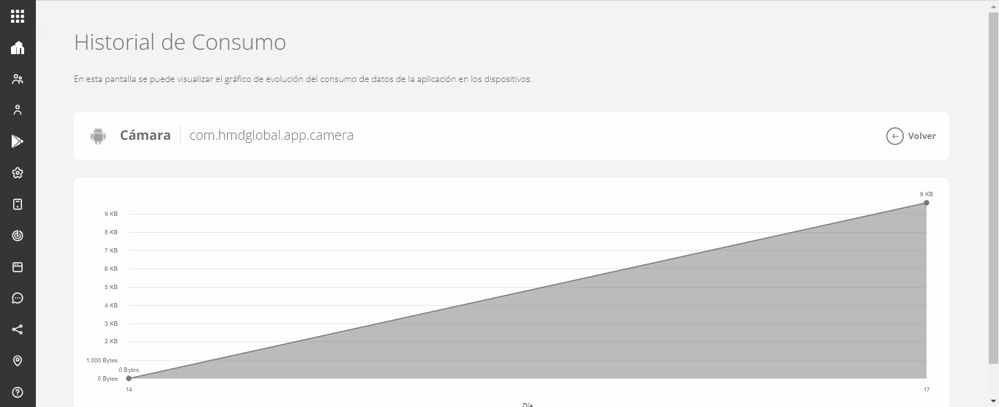 Historial de Consumo
En esta pantalla se puede visualizar el gráfico de evolución del consumo de datos de la aplicación en los dispositivos.
Cámara com.hmdglobal.app.camera Volver
9 KB
9 KB
8 KB
7 KB
6 KB
5 KB
4 KB
3 KB
2 KB
1.000 Bytes
0 Bytes
0 Bytes
14 17
Día